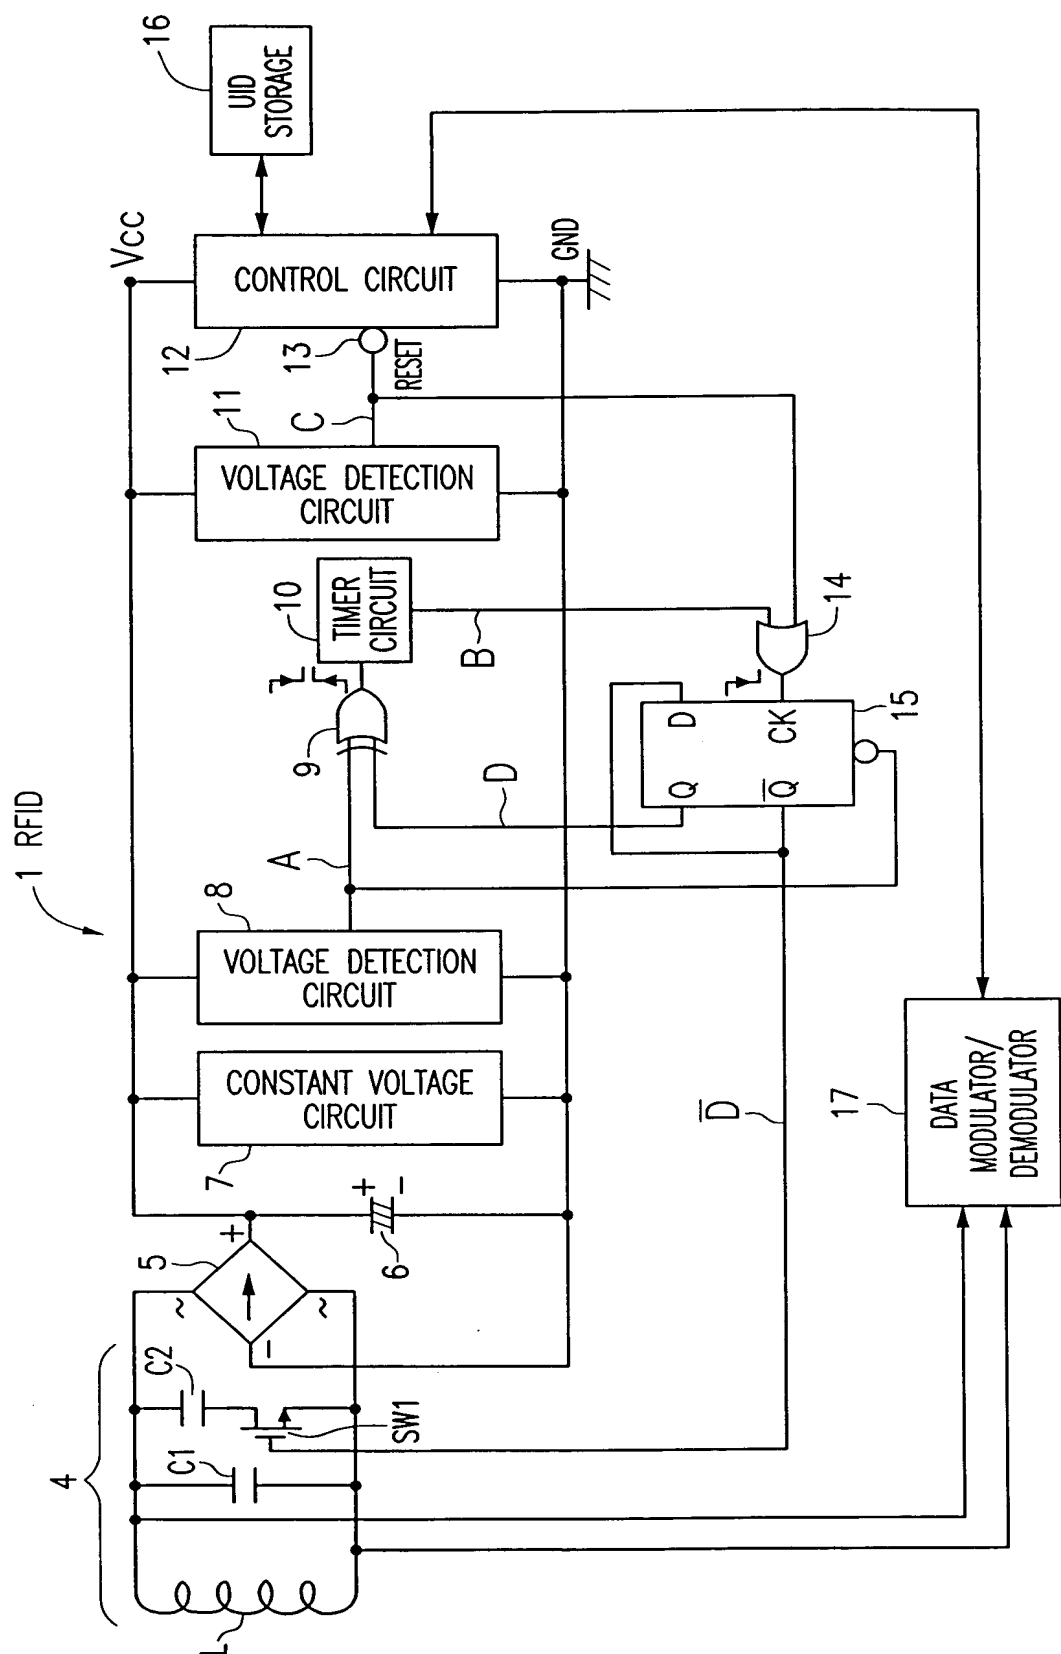 1 RFID
4
L
C1
C2
SW1
5
~
~
+
−
6
+
−
7
CONSTANT VOLTAGE
CIRCUIT
8
VOLTAGE DETECTION
CIRCUIT
A
9
10
TIMER
CIRCUIT
11
VOLTAGE DETECTION
CIRCUIT
C
VCC
12
CONTROL CIRCUIT
13
RESET
GND
16
UID
STORAGE
B
D
14
15
D
CK
Q
Q̅
D̅
17
DATA
MODULATOR/
DEMODULATOR